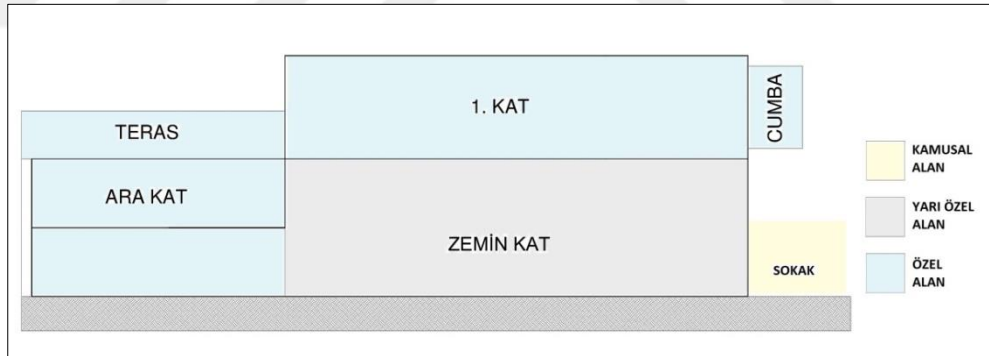 1. KAT
CUMBA
TERAS
ARA KAT
ZEMİN KAT
SOKAK
KAMUSAL
ALAN
YARI ÖZEL
ALAN
ÖZEL
ALAN